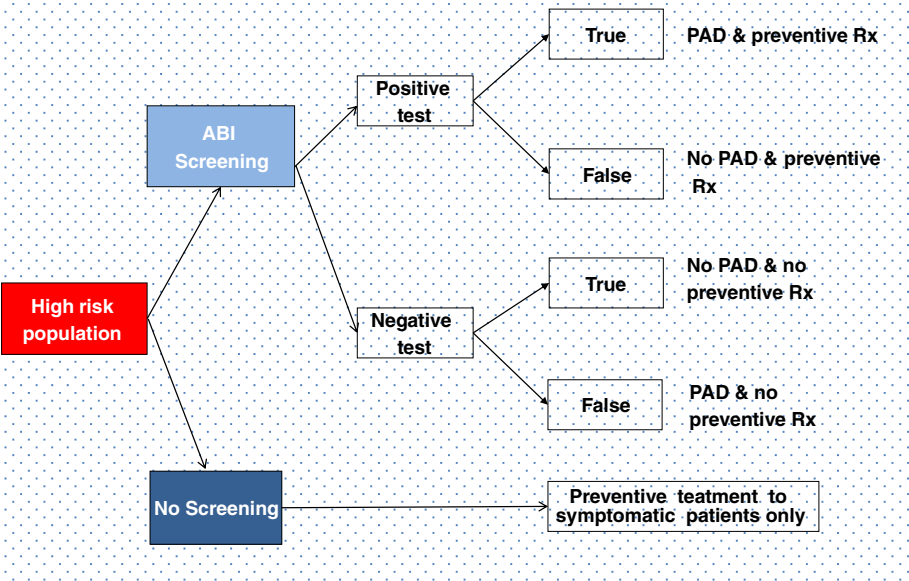 True
PAD & preventive Rx
Positive
test
ABI
Screening
False
No PAD & preventive
Rx
High risk
population
True
No PAD & no
preventive Rx
Negative
test
False
PAD & no
preventive Rx
No Screening
Preventive teatment to
symptomatic patients only